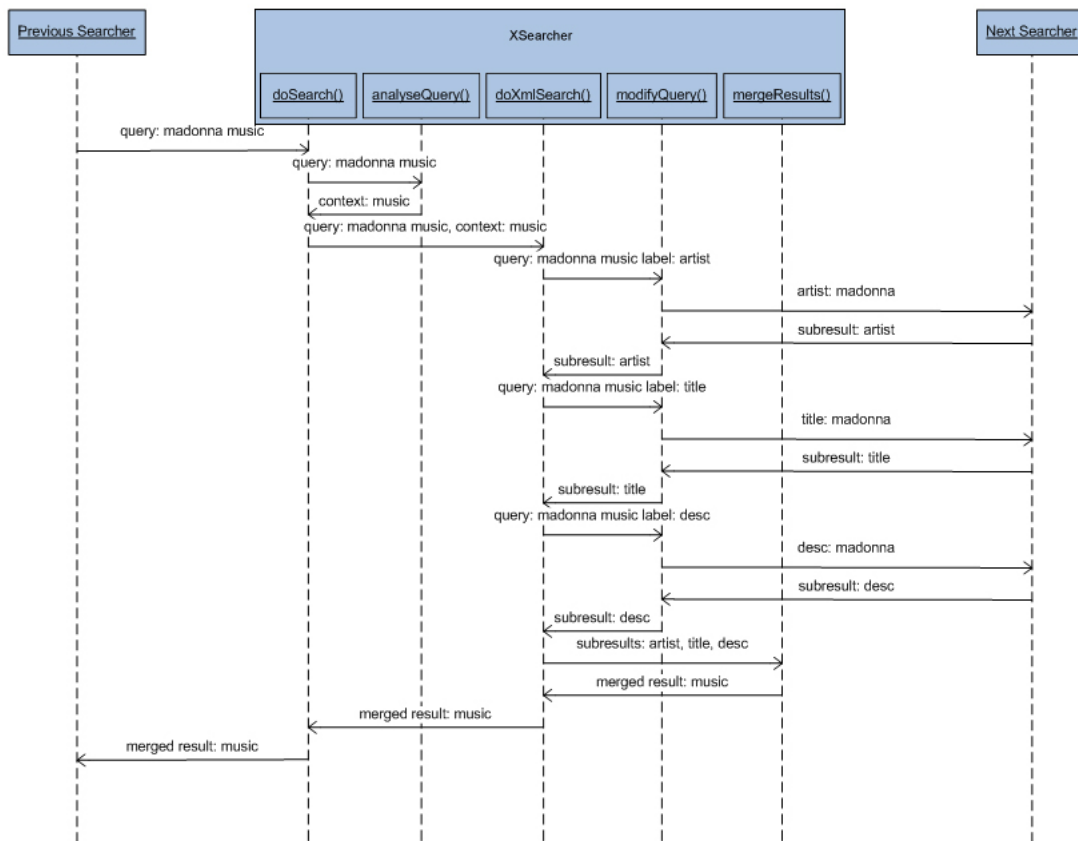 Previous Searcher
XSearcher
Next Searcher
doSearch()
analyseQuery()
doXmlSearch()
modifyQuery()
mergeResults()
query: madonna music
query: madonna music
context: music
query: madonna music, context: music
query: madonna music label: artist
artist: madonna
subresult: artist
subresult: artist
query: madonna music label: title
title: madonna
subresult: title
subresult: title
query: madonna music label: desc
desc: madonna
subresult: desc
subresult: desc
subresults: artist, title, desc
merged result: music
merged result: music
merged result: music